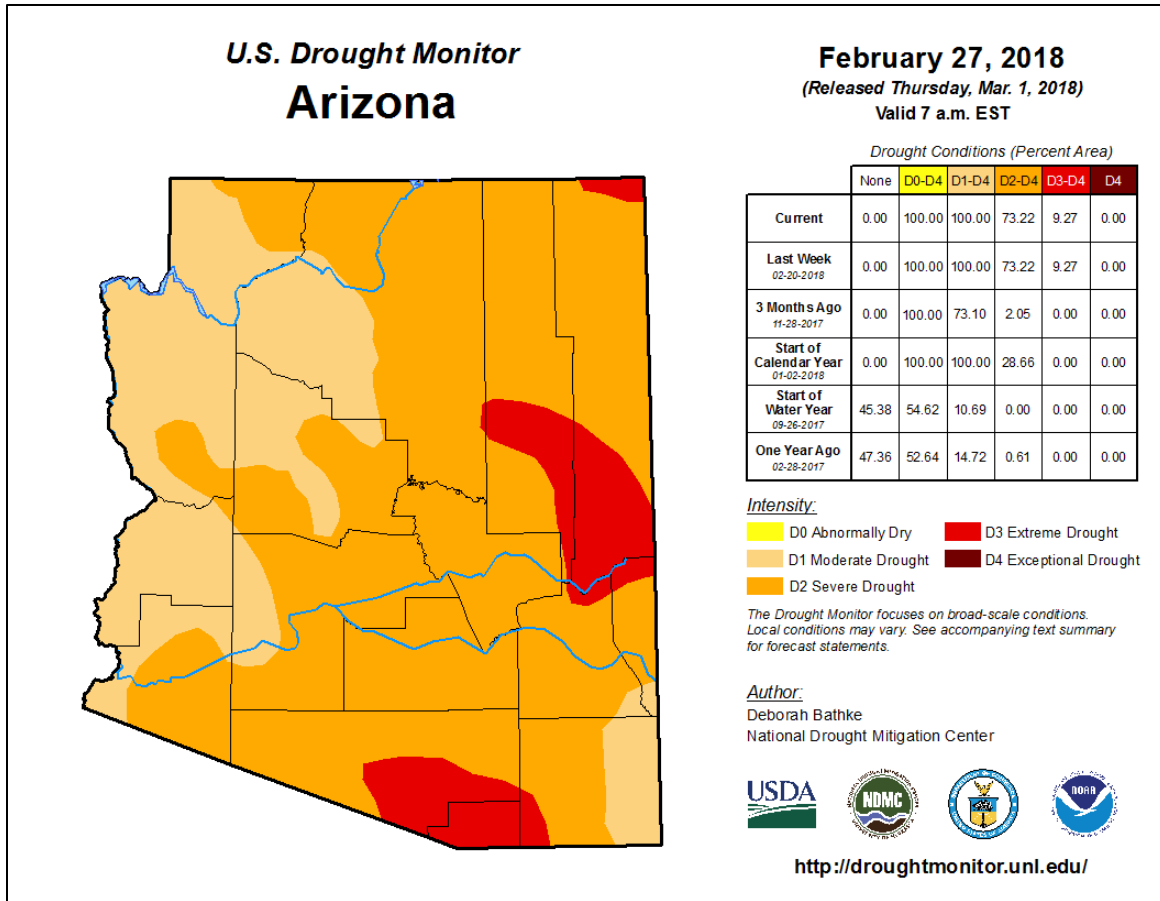 U.S. Drought Monitor
Arizona
February 27, 2018
(Released Thursday, Mar. 1, 2018)
Valid 7 a.m. EST
Drought Conditions (Percent Area)
None D0-D4 D1-D4 D2-D4 D3-D4 D4
Current 0.00 100.00 100.00 73.22 9.27 0.00
Last Week
02-20-2018 0.00 100.00 100.00 73.22 9.27 0.00
3 Months Ago
11-28-2017 0.00 100.00 73.10 2.05 0.00 0.00
Start of
Calendar Year
01-02-2018 0.00 100.00 100.00 28.66 0.00 0.00
Start of
Water Year
09-26-2017 45.38 54.62 10.69 0.00 0.00 0.00
One Year Ago
02-28-2017 47.36 52.64 14.72 0.61 0.00 0.00
Intensity:
D0 Abnormally Dry
D1 Moderate Drought
D2 Severe Drought
D3 Extreme Drought
D4 Exceptional Drought
The Drought Monitor focuses on broad-scale conditions.
Local conditions may vary. See accompanying text summary
for forecast statements.
Author:
Deborah Bathke
National Drought Mitigation Center
USDA
NDMC
NOAA
http://droughtmonitor.unl.edu/